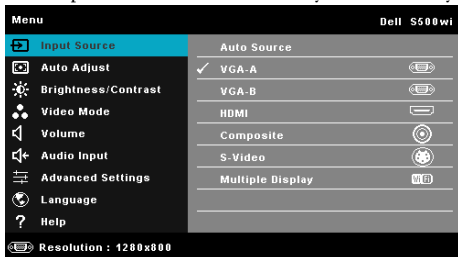 Menu Dell S500wi
Input Source
Auto Adjust
Brightness/Contrast
Video Mode
Volume
Audio Input
Advanced Settings
Language
Help
Auto Source
VGA-A
VGA-B
HDMI
Composite
S-Video
Multiple Display WiFi
Resolution : 1280x800